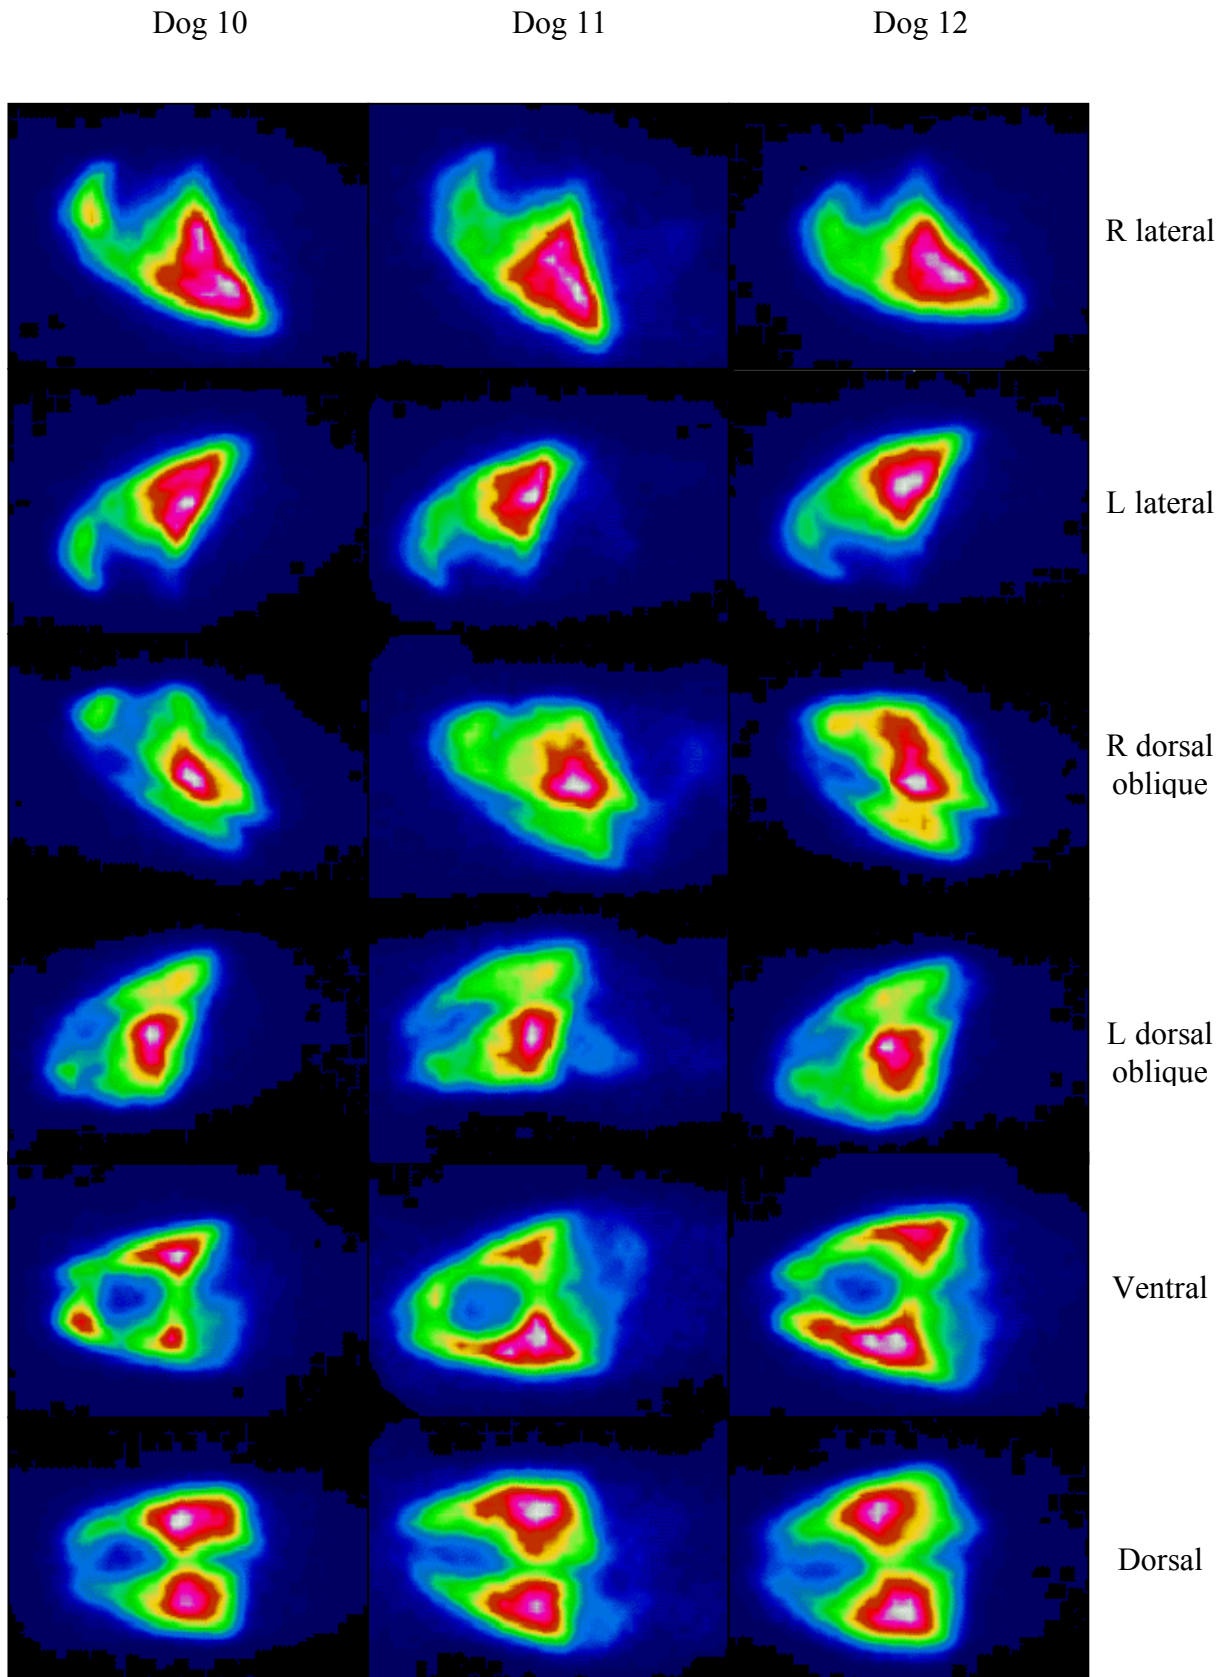 Dog 10
Dog 11
Dog 12
R lateral
L lateral
R dorsal
oblique
L dorsal
oblique
Ventral
Dorsal